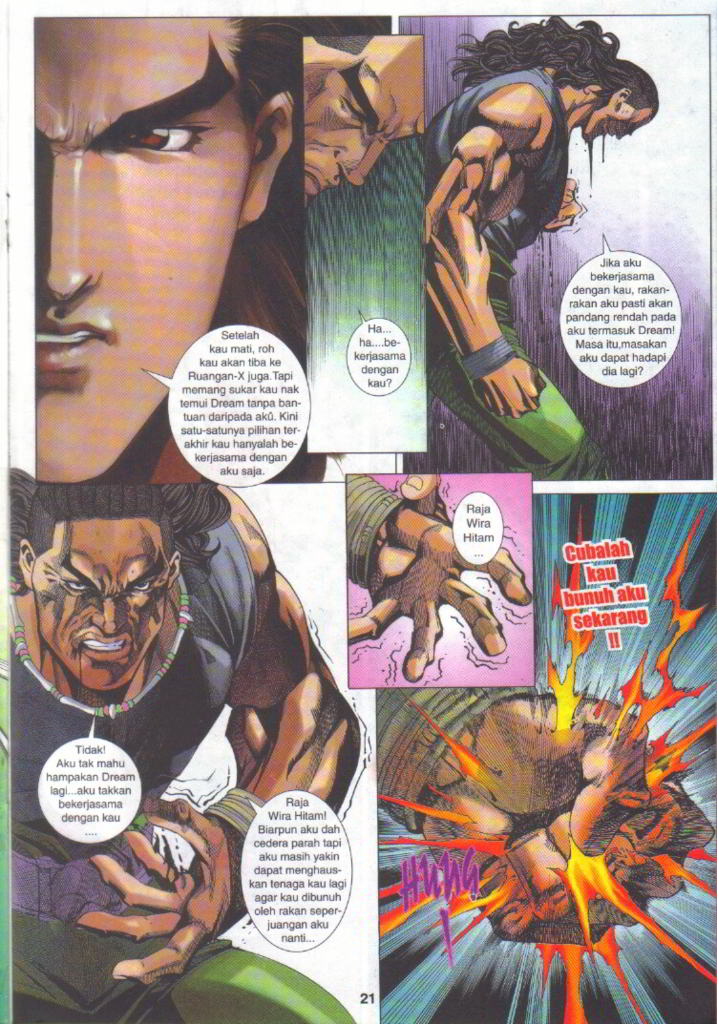 Setelah
kau mati, roh
kau akan tiba ke
Ruangan-X juga.Tapi
memang sukar kau nak
temui Dream tanpa ban-
tuan daripada aku. Kini
satu-satunya pilihan ter-
akhir kau hanyalah be-
kerjasama dengan
aku saja.
Ha...
ha....be-
kerjasama
dengan
kau?
Jika aku
bekerjasama
dengan kau, rakan-
rakan aku pasti akan
pandang rendah pada
aku termasuk Dream!
Masa itu,masakan
aku dapat hadapi
dia lagi?
Tidak!
Aku tak mahu
hampakan Dream
lagi...aku takkan
bekerjasama
dengan kau
....
Raja
Wira Hitam!
Biarpun aku dah
cedera parah tapi
aku masih yakin
dapat menghaus-
kan tenaga kau lagi
agar kau dibunuh
oleh rakan seper-
juangan aku
nanti...
Raja
Wira
Hitam
...
Cubalah
kau
bunuh aku
sekarang
!!
HUUU
21